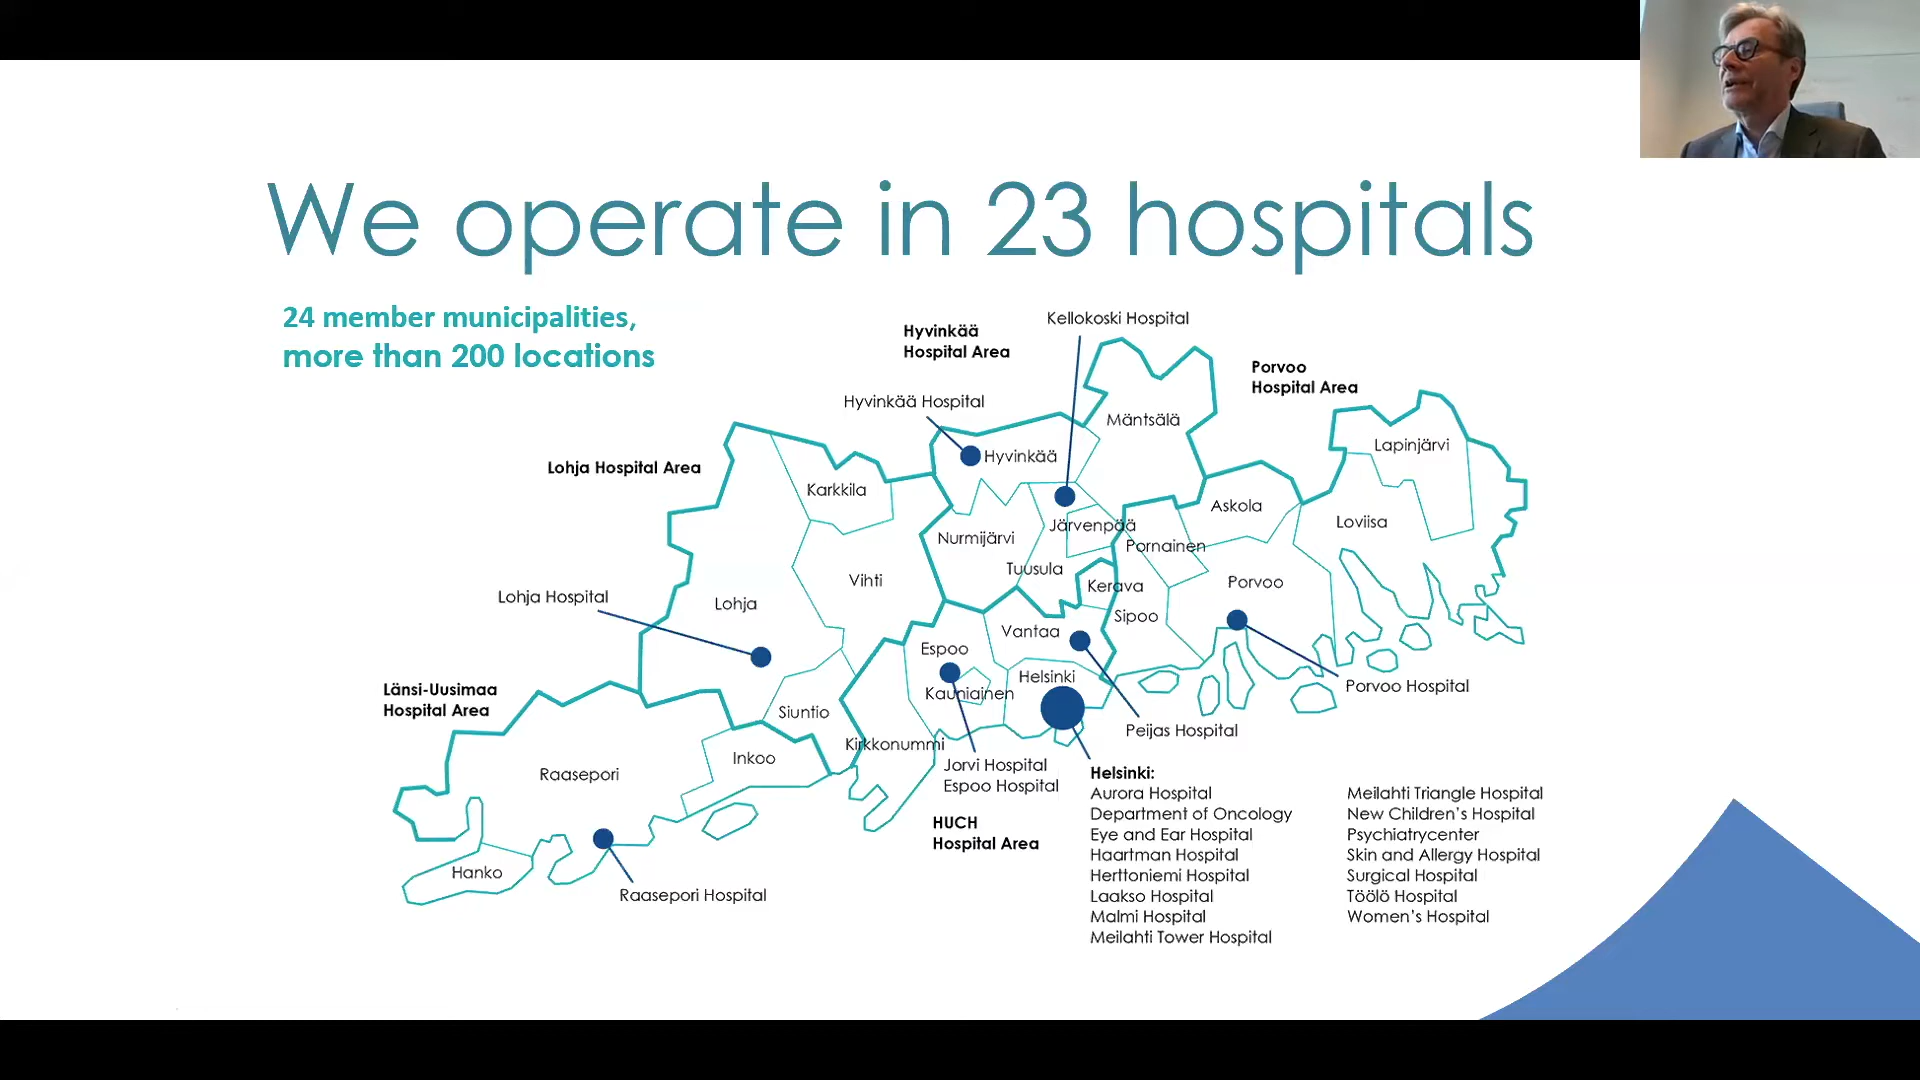 We operate in 23 hospitals
24 member municipalities,
more than 200 locations
Hyvinkää
Hospital Area
Kellokoski Hospital
Porvoo
Hospital Area
Hyvinkää Hospital
Mäntsälä
Lapinjärvi
Hyvinkää
Lohja Hospital Area
Karkkila
Askola
Loviisa
Järvenpää
Nurmijärvi
Pornainen
Tuusula
Vihti
Kerava
Porvoo
Lohja Hospital
Lohja
Sipoo
Vantaa
Espoo
Helsinki
Kauniainen
Porvoo Hospital
Länsi-Uusimaa
Hospital Area
Siuntio
Peijas Hospital
Kirkkonummi
Inkoo
Raasepori
Jorvi Hospital
Espoo Hospital
HUCH
Hospital Area
Hanko
Raasepori Hospital
Helsinki:
Aurora Hospital
Department of Oncology
Eye and Ear Hospital
Haartman Hospital
Herttoniemi Hospital
Laakso Hospital
Malmi Hospital
Meilahti Tower Hospital
Meilahti Triangle Hospital
New Children's Hospital
Psychiatrycenter
Skin and Allergy Hospital
Surgical Hospital
Töölö Hospital
Women's Hospital